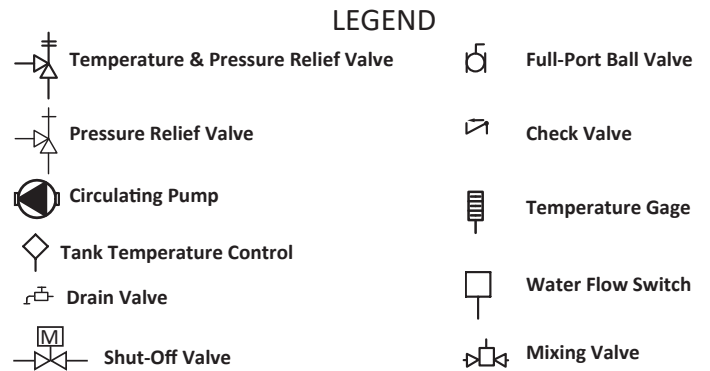 LEGEND
Temperature & Pressure Relief Valve
Full-Port Ball Valve
Pressure Relief Valve
Check Valve
Circulating Pump
Temperature Gage
Tank Temperature Control
Drain Valve
Water Flow Switch
M
Shut-Off Valve
Mixing Valve